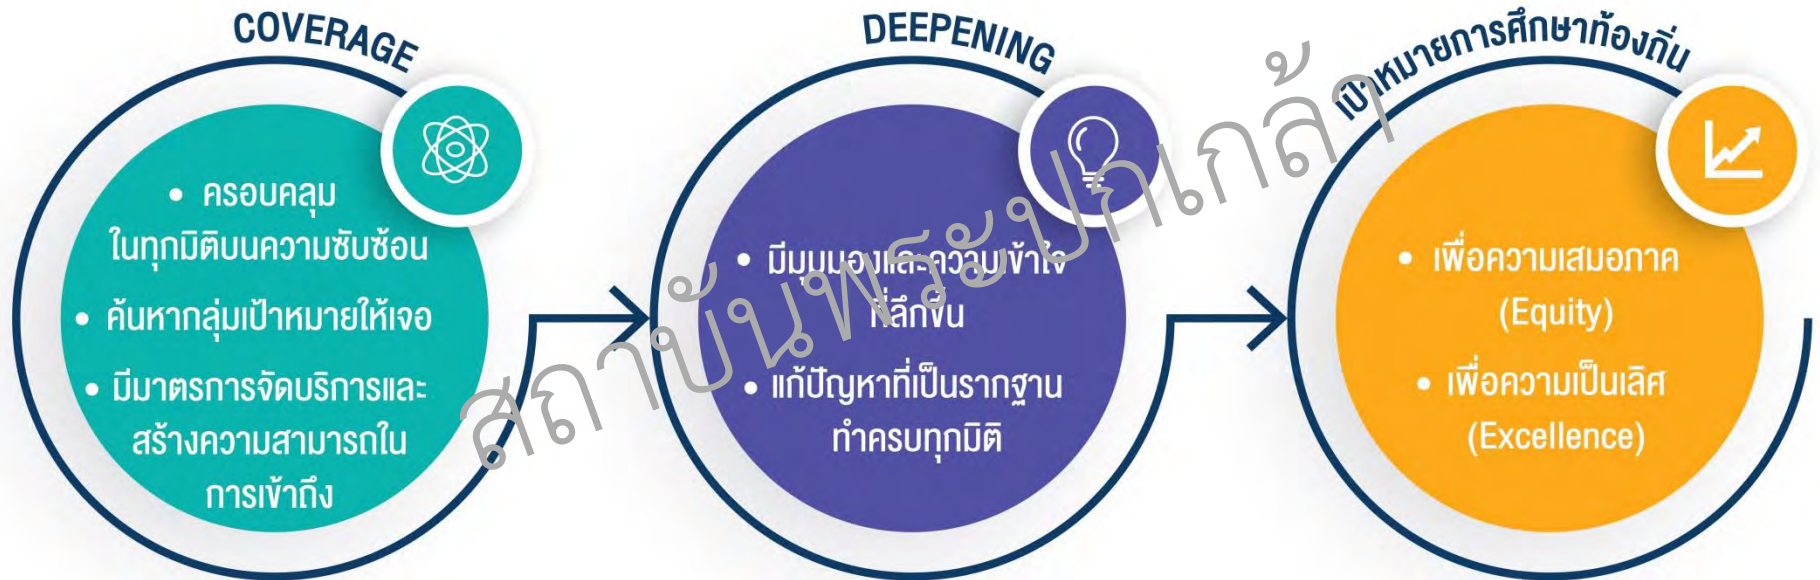 COVERAGE
• ครอบคลุม
ในทุกมิติบนความซับซ้อน
• ค้นหากลุ่มเป้าหมายให้เจอ
• มีมาตรการจัดบริการและ
สร้างความสามารถใน
การเข้าถึง
DEEPENING
• มีมุมมองและความเข้าใจ
ที่ลึกขึ้น
• แก้ปัญหาที่เป็นรากฐาน
ทำครบทุกมิติ
เป้าหมายการศึกษาท้องถิ่น
• เพื่อความเสมอภาค
(Equity)
• เพื่อความเป็นเลิศ
(Excellence)
สถาบันพระปกเกล้า